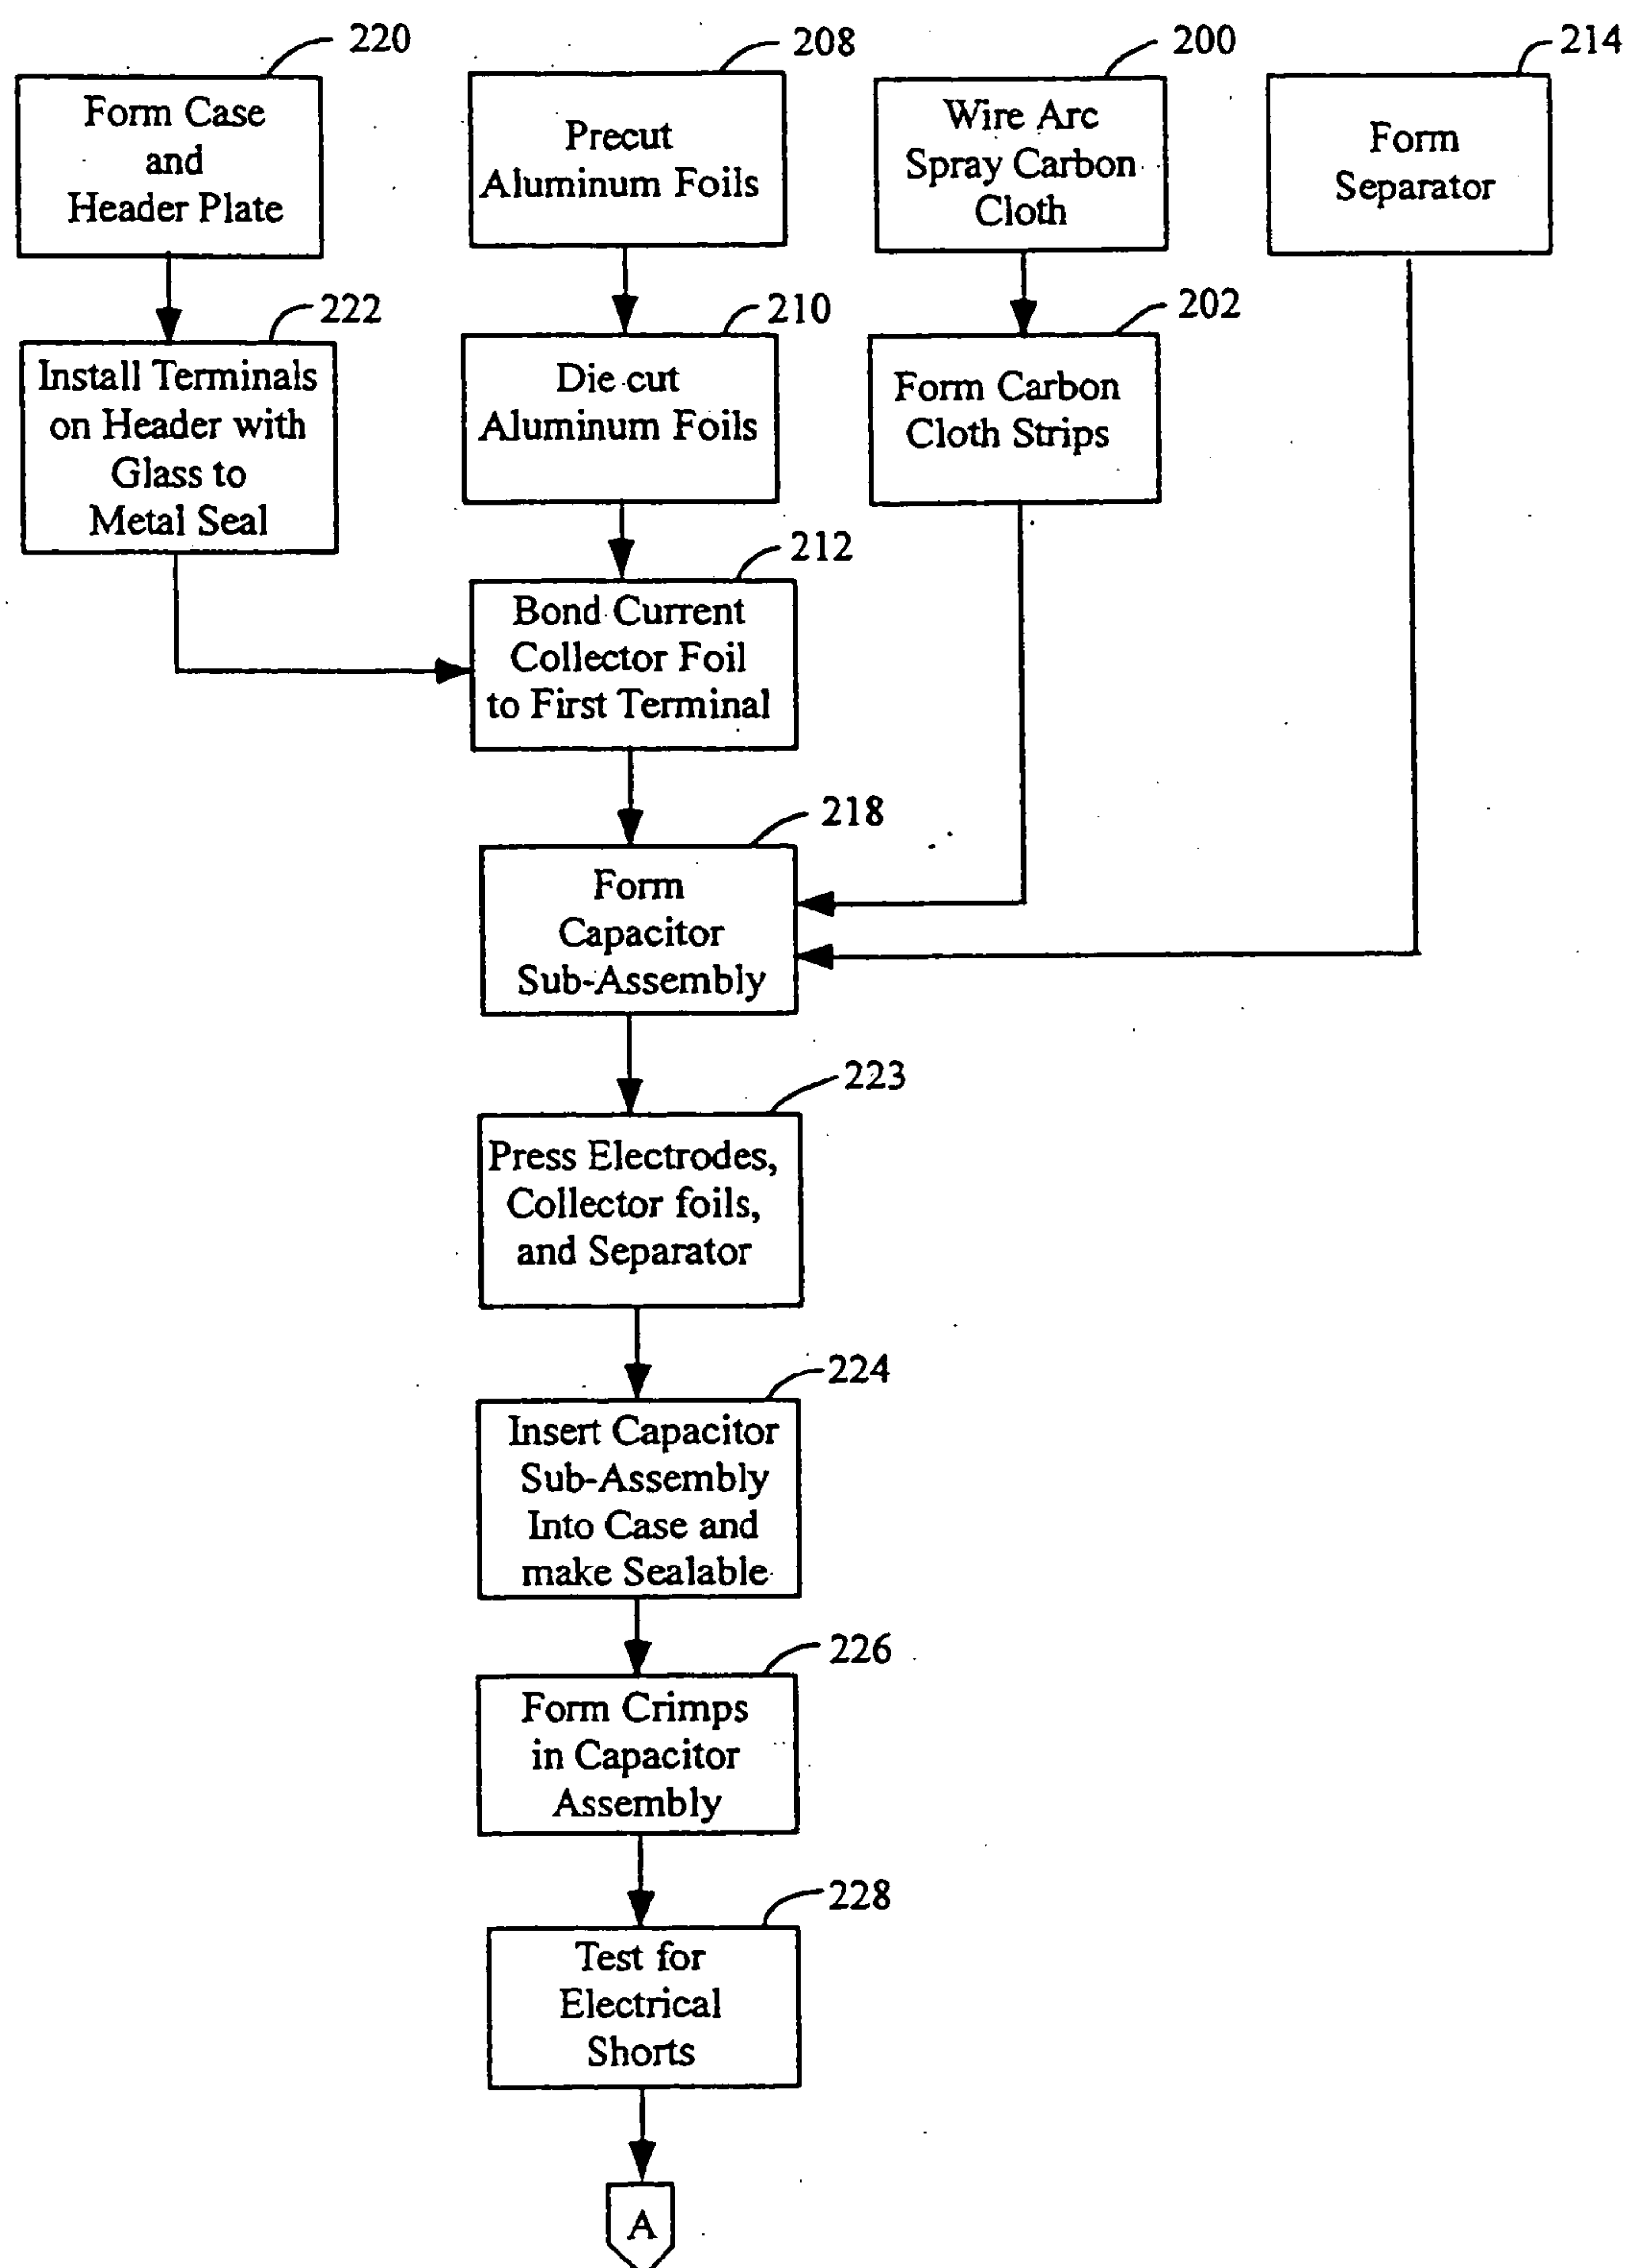 220
208
200
214
Form Case
and
Header Plate
Precut
Aluminum Foils
Wire Arc
Spray Carbon
Cloth
Form
Separator
222
210
202
Install Terminals
on Header with
Glass to
Metal Seal
Die cut
Aluminum Foils
Form Carbon
Cloth Strips
212
Bond Current
Collector Foil
to First Terminal
218
Form
Capacitor
Sub-Assembly
223
Press Electrodes,
Collector foils,
and Separator
224
Insert Capacitor
Sub-Assembly
Into Case and
make Sealable
226
Form Crimps
in Capacitor
Assembly
228
Test for
Electrical
Shorts
A